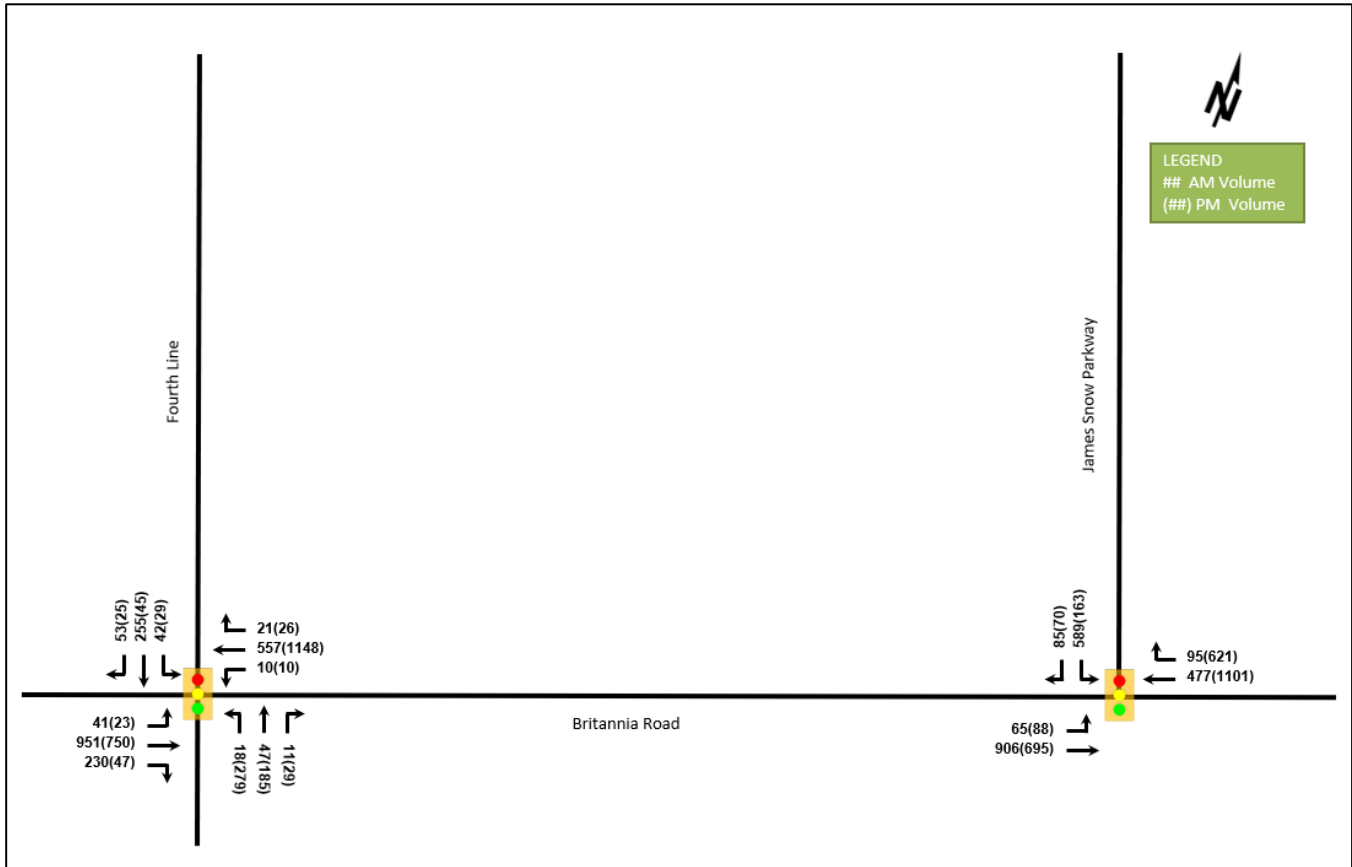 N
LEGEND
## AM Volume
(##) PM Volume
Fourth Line
James Snow Parkway
53(25)
255(45)
42(29)
21(26)
557(1148)
10(10)
85(70)
589(163)
95(621)
477(1101)
41(23)
951(750)
230(47)
18(279)
47(185)
11(29)
Britannia Road
65(88)
906(695)